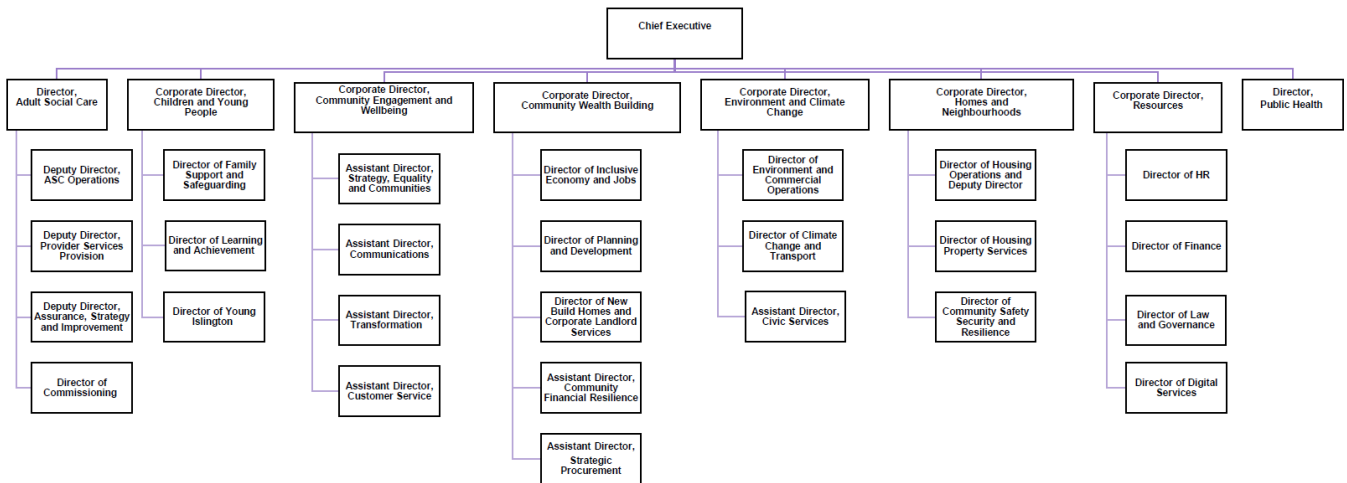 Chief Executive
Director,
Adult Social Care
Corporate Director,
Children and Young
People
Corporate Director,
Community Engagement and
Wellbeing
Corporate Director,
Community Wealth Building
Corporate Director,
Environment and Climate
Change
Corporate Director,
Homes and
Neighbourhoods
Corporate Director,
Resources
Director,
Public Health
Deputy Director,
ASC Operations
Deputy Director,
Provider Services
Provision
Deputy Director,
Assurance, Strategy
and Improvement
Director of
Commissioning
Director of Family
Support and
Safeguarding
Director of Learning
and Achievement
Director of Young
Islington
Assistant Director,
Strategy, Equality
and Communities
Assistant Director,
Communications
Assistant Director,
Transformation
Assistant Director,
Customer Service
Director of Inclusive
Economy and Jobs
Director of Planning
and Development
Director of New
Build Homes and
Corporate Landlord
Services
Assistant Director,
Community
Financial Resilience
Assistant Director,
Strategic
Procurement
Director of
Environment and
Commercial
Operations
Director of Climate
Change and
Transport
Assistant Director,
Civic Services
Director of Housing
Operations and
Deputy Director
Director of Housing
Property Services
Director of
Community Safety
Security and
Resilience
Director of HR
Director of Finance
Director of Law
and Governance
Director of Digital
Services